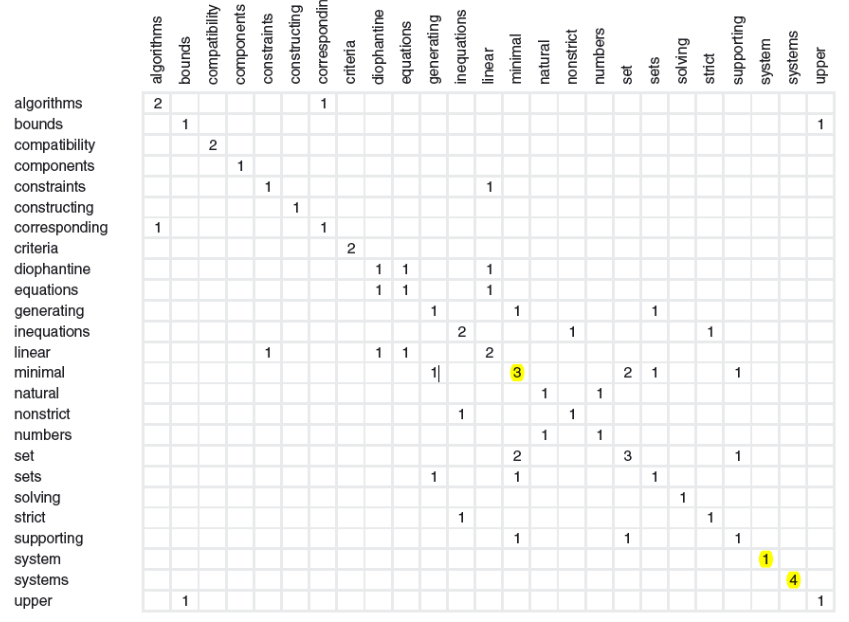 algorithms bounds compatibility components constraints constructing correspondin criteria diophantine equations generating inequations linear minimal natural nonstrict numbers set sets solving strict supporting system systems upper
algorithms 2 1
bounds 1 1
compatibility 2
components 1
constraints 1 1
constructing 1
corresponding 1 1
criteria 2
diophantine 1 1 1
equations 1 1 1
generating 1 1 1
inequations 2 1 1
linear 1 1 1 2
minimal 1 3 2 1 1
natural 1 1
nonstrict 1 1
numbers 1 1
set 2 3 1
sets 1 1 1
solving 1
strict 1 1
supporting 1 1 1
system 1
systems 4
upper 1 1